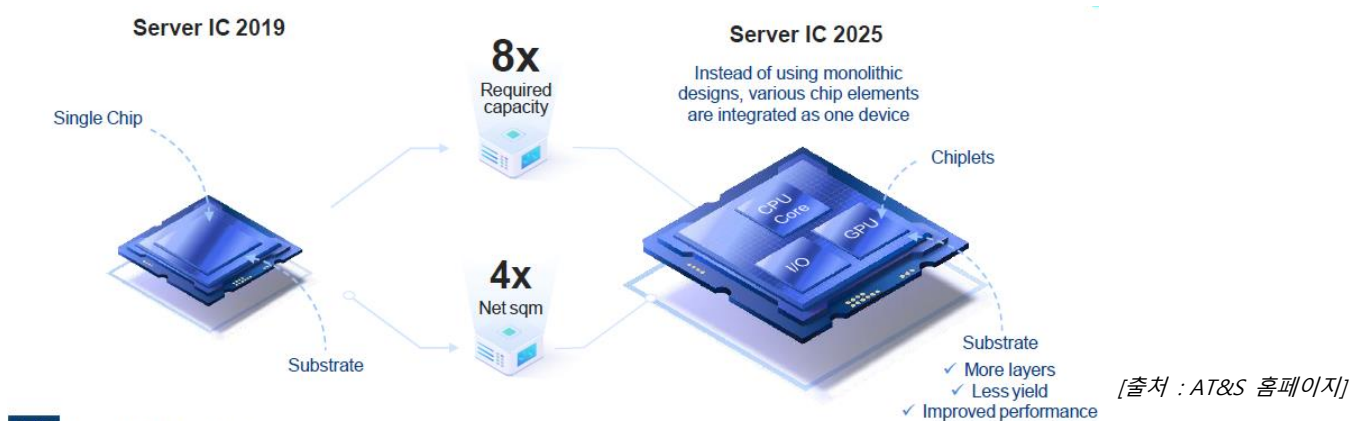 Server IC 2019
Single Chip
Substrate
8x
Required
capacity
4x
Net sqm
Server IC 2025
Instead of using monolithic
designs, various chip elements
are integrated as one device
CPU
Core
GPU
I/O
Chiplets
Substrate
✓ More layers
✓ Less yield
✓ Improved performance
[출처 : AT&S 홈페이지]